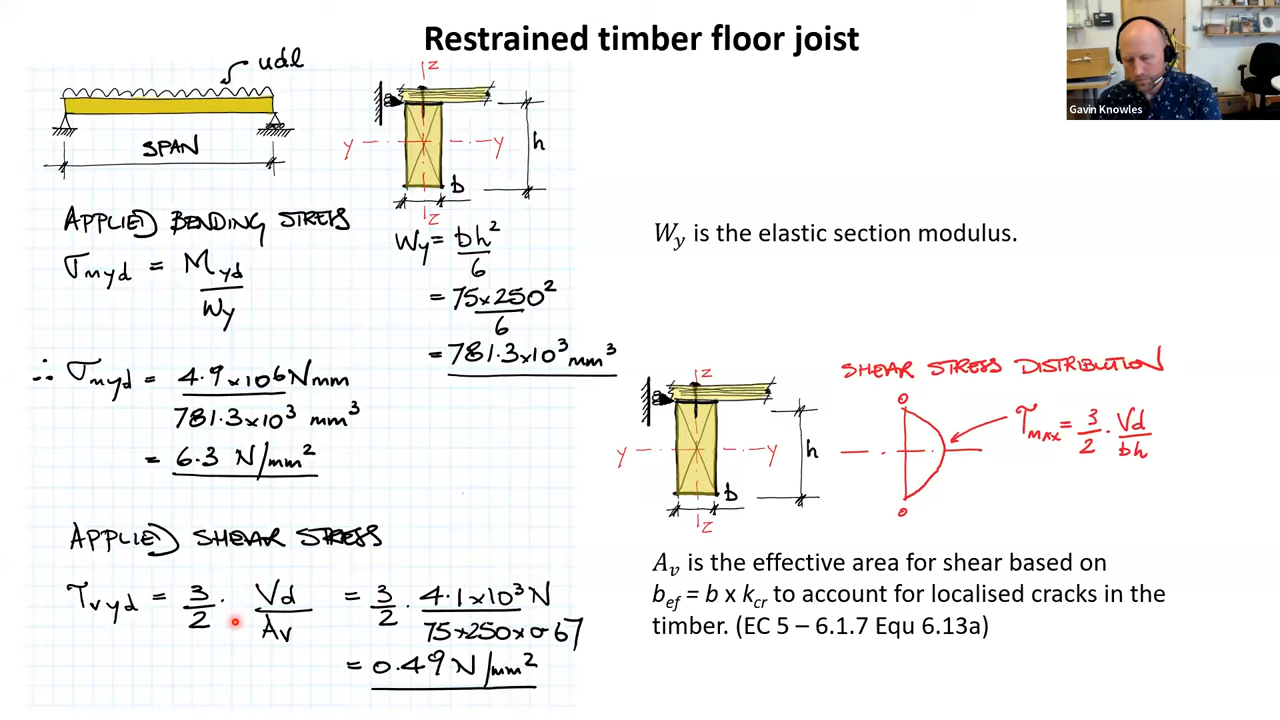 Restrained timber floor joist
Gavin Knowles
udl
SPAN
z
y y
h
b
z
APPLIED BENDING STRESS
σmyd = Myd / Wy
Wy = bh² / 6
= 75 x 250² / 6
= 781.3 x 10³ mm³
∴ σmyd = 4.9 x 10⁶ Nmm / 781.3 x 10³ mm³
= 6.3 N/mm²
APPLIED SHEAR STRESS
τvyd = 3/2 · Vd / Av = 3/2 · 4.1 x 10³ N / 75 x 250 x 0.67
= 0.49 N/mm²
Wy is the elastic section modulus.
z
y y
h
b
z
SHEAR STRESS DISTRIBUTION
0
τmax = 3/2 · Vd / bh
0
Av is the effective area for shear based on
bef = b x kcr to account for localised cracks in the
timber. (EC 5 – 6.1.7 Equ 6.13a)